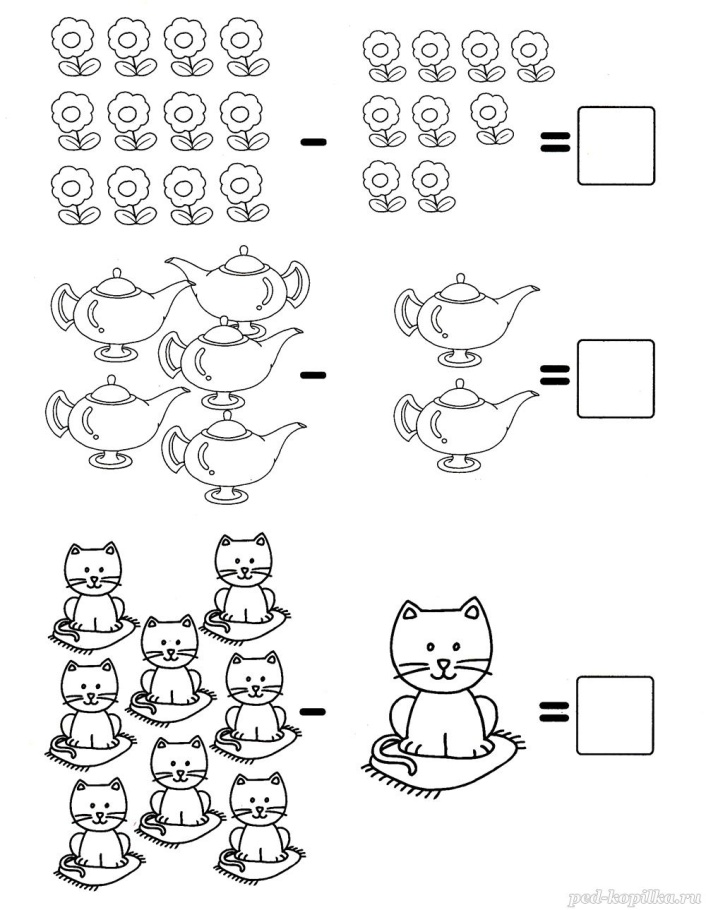 - =
- =
- =
ped-kopilka.ru